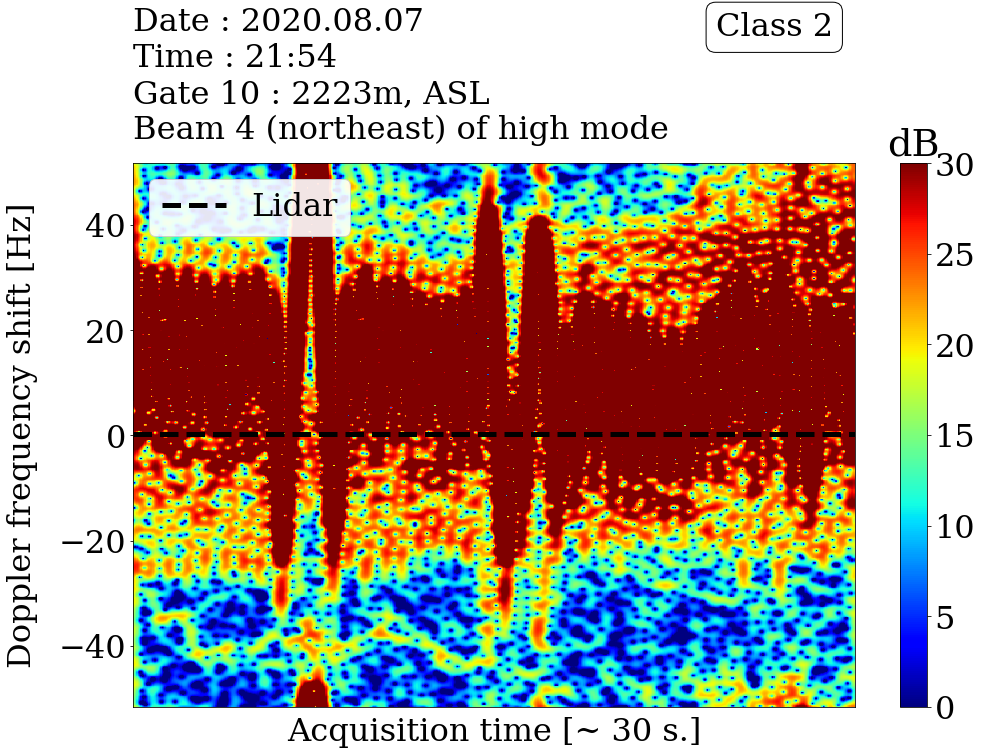 Date : 2020.08.07
Time : 21:54
Gate 10 : 2223m, ASL
Beam 4 (northeast) of high mode
Class 2
dB
Lidar
Doppler frequency shift [Hz]
40
20
0
−20
−40
Acquisition time [~ 30 s.]
30
25
20
15
10
5
0